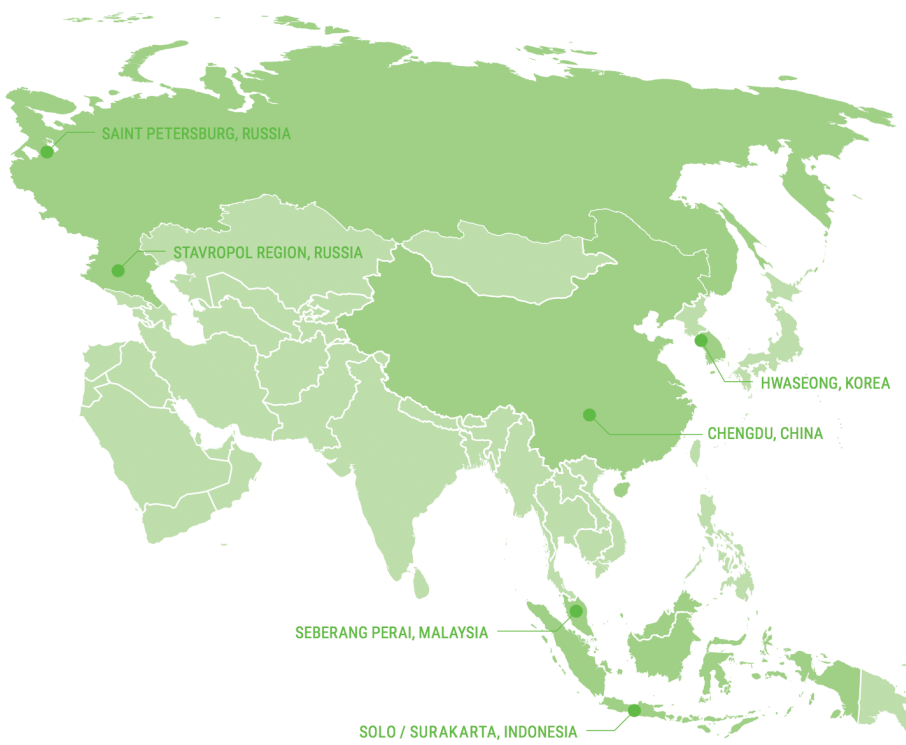 SAINT PETERSBURG, RUSSIA
STAVROPOL REGION, RUSSIA
HWASEONG, KOREA
CHENGDU, CHINA
SEBERANG PERAI, MALAYSIA
SOLO / SURAKARTA, INDONESIA